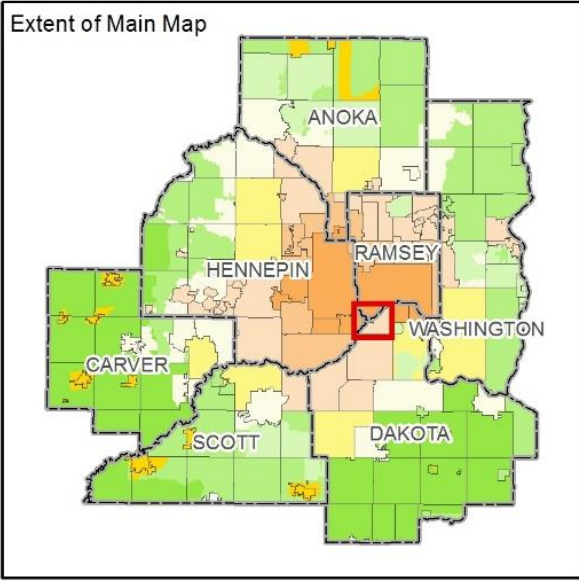 Extent of Main Map
ANOKA
RAMSEY
HENNEPIN
WASHINGTON
CARVER
DAKOTA
SCOTT